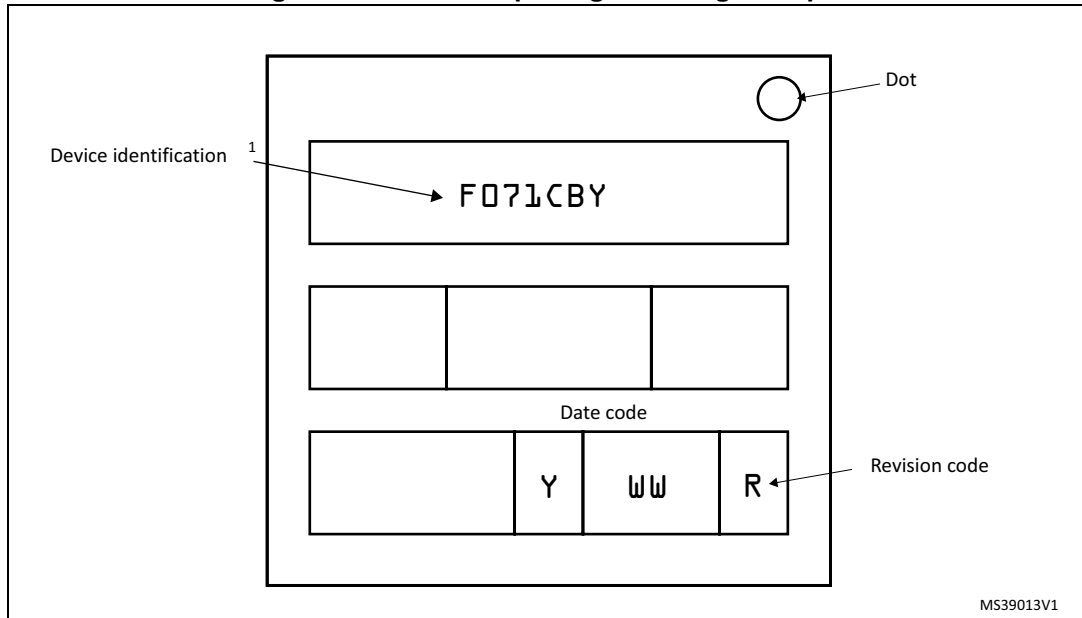 Dot
Device identification 1
F071CBY
Date code
Y WW R
Revision code
MS39013V1